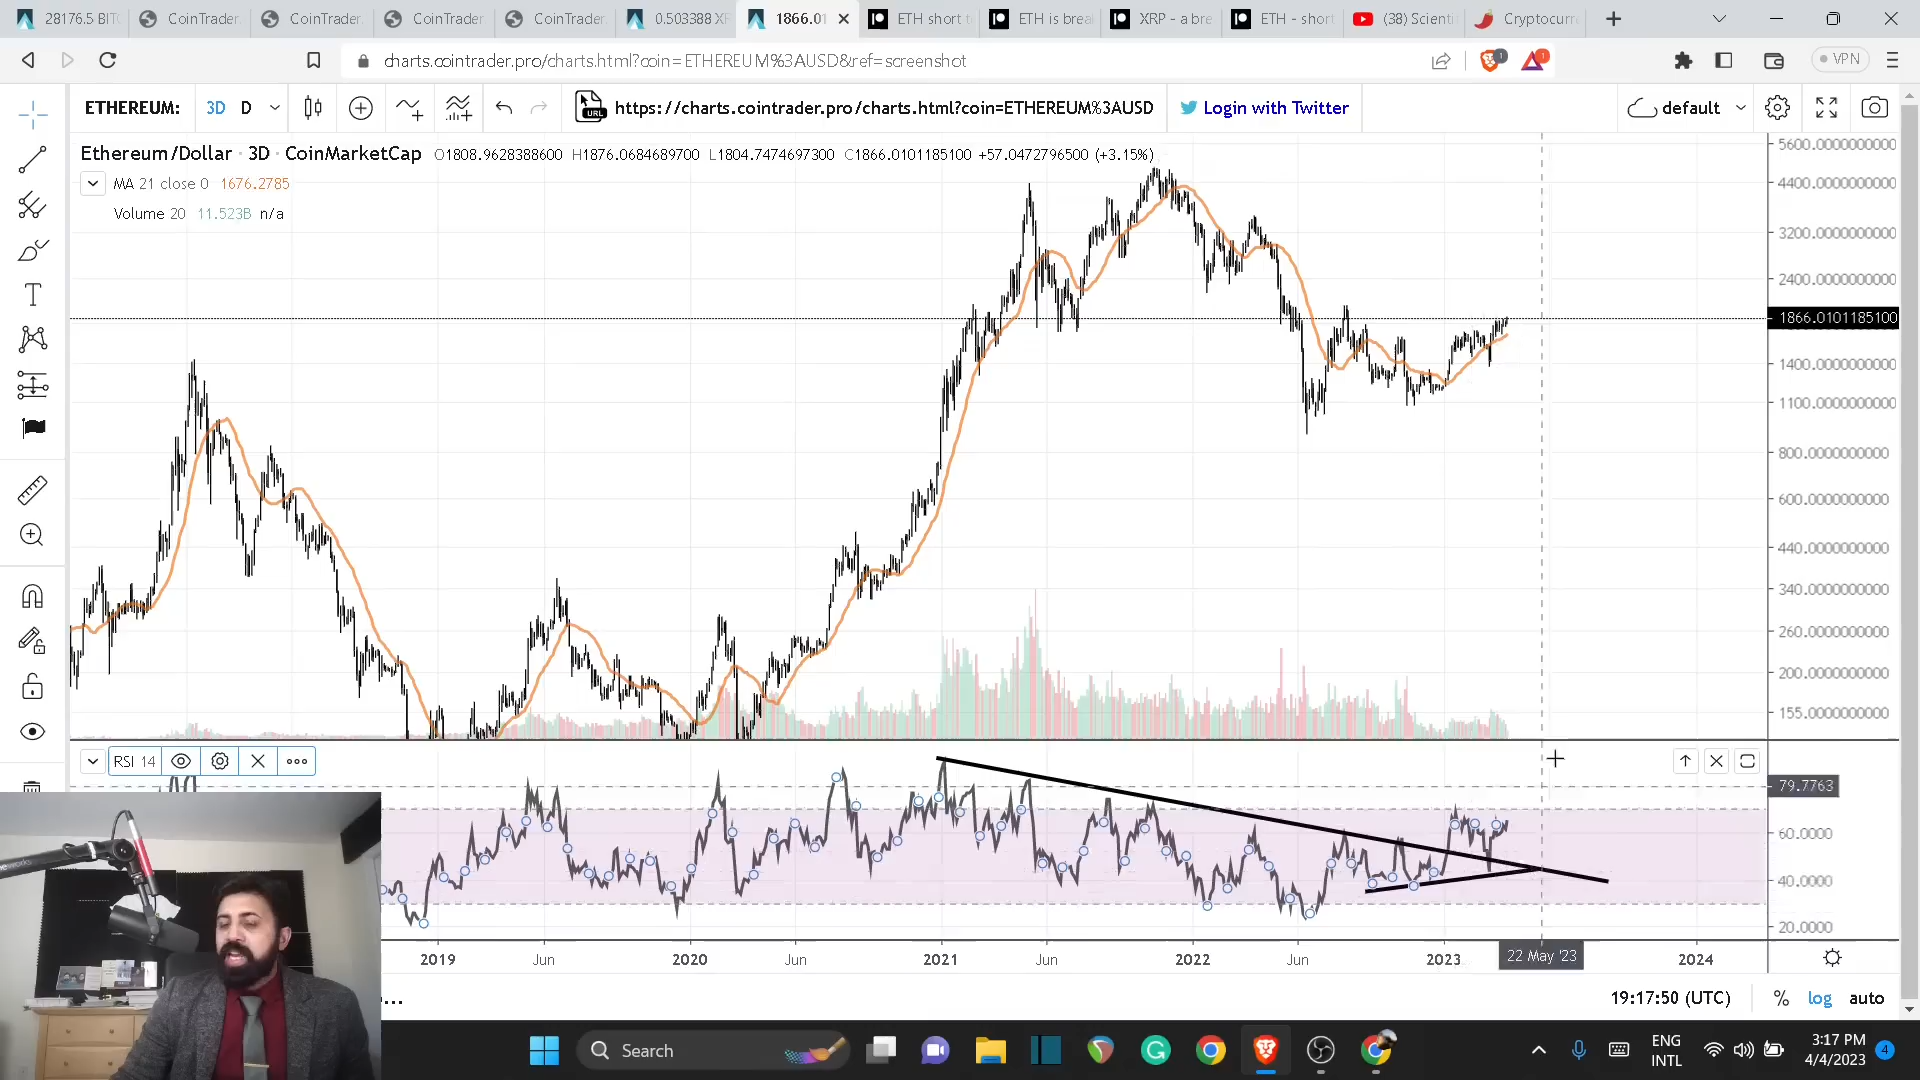 28176.5 BITC
CoinTrader.
CoinTrader.
CoinTrader.
CoinTrader.
0.503388 XR
1866.01
ETH short t
ETH is brea
XRP - a bre
ETH - short
(38) Scienti
Cryptocurr
charts.cointrader.pro/charts.html?coin=ETHEREUM%3AUSD&ref=screenshot
1
1
VPN
ETHEREUM:
3D
D
URL
https://charts.cointrader.pro/charts.html?coin=ETHEREUM%3AUSD
Login with Twitter
default
Ethereum/Dollar · 3D · CoinMarketCap
O1808.9628388600 H1876.0684689700 L1804.7474697300 C1866.0101185100 +57.0472796500 (+3.15%)
MA 21 close 0 1676.2785
Volume 20 11.523B n/a
5600.0000000000
4400.0000000000
3200.0000000000
2400.0000000000
1866.0101185100
1400.0000000000
1100.0000000000
800.0000000000
600.0000000000
440.0000000000
340.0000000000
260.0000000000
200.0000000000
155.0000000000
RSI 14
79.7763
60.0000
40.0000
20.0000
2019
Jun
2020
Jun
2021
Jun
2022
Jun
2023
22 May '23
2024
...
19:17:50 (UTC)
%
log
auto
Search
ENG
INTL
3:17 PM
4/4/2023
4